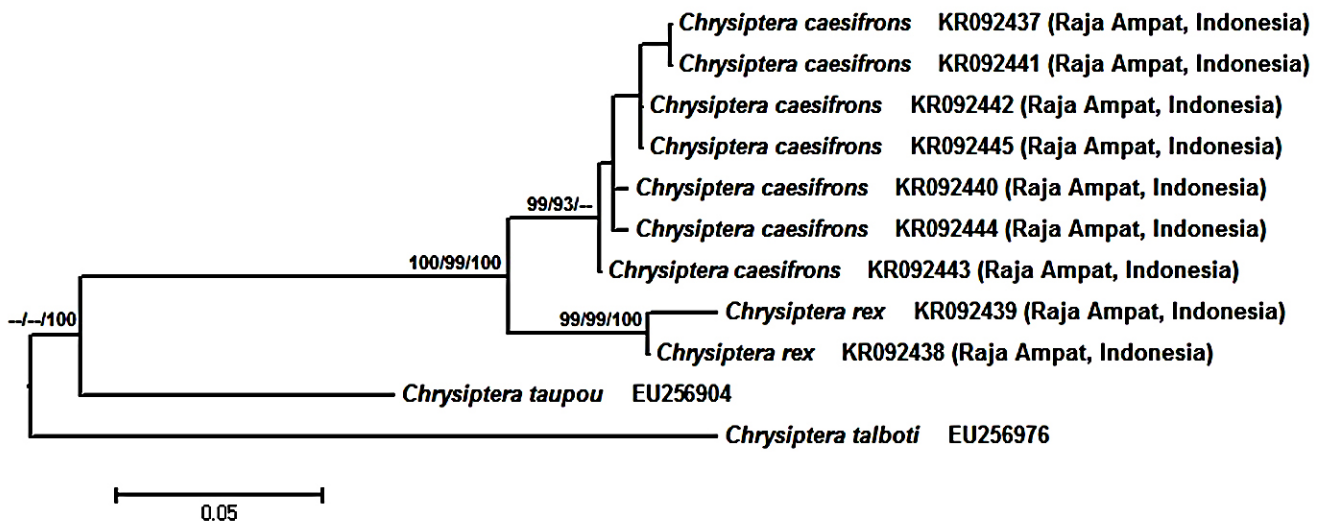 Chrysiptera caesifrons KR092437 (Raja Ampat, Indonesia)
Chrysiptera caesifrons KR092441 (Raja Ampat, Indonesia)
Chrysiptera caesifrons KR092442 (Raja Ampat, Indonesia)
Chrysiptera caesifrons KR092445 (Raja Ampat, Indonesia)
Chrysiptera caesifrons KR092440 (Raja Ampat, Indonesia)
99/93/--
Chrysiptera caesifrons KR092444 (Raja Ampat, Indonesia)
100/99/100
Chrysiptera caesifrons KR092443 (Raja Ampat, Indonesia)
--/--/100
Chrysiptera rex KR092439 (Raja Ampat, Indonesia)
99/99/100
Chrysiptera rex KR092438 (Raja Ampat, Indonesia)
Chrysiptera taupou EU256904
Chrysiptera talboti EU256976
0.05